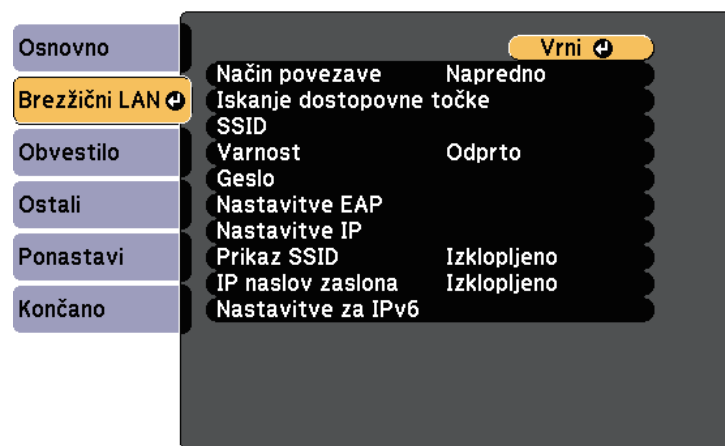 Osnovno
Brezžični LAN
Obvestilo
Ostali
Ponastavi
Končano
Vrni
Način povezave Napredno
Iskanje dostopovne točke
SSID
Varnost Odprto
Geslo
Nastavitve EAP
Nastavitve IP
Prikaz SSID Izklopljeno
IP naslov zaslona Izklopljeno
Nastavitve za IPv6